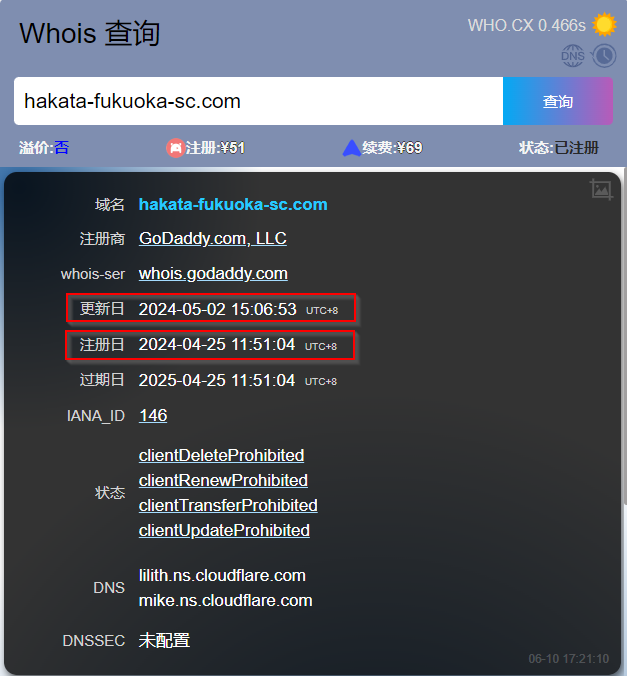 Whois 查询
WHO.CX 0.466s
DNS
hakata-fukuoka-sc.com
查询
溢价:否 注册:¥51 续费:¥69 状态:已注册
域名 hakata-fukuoka-sc.com
注册商 GoDaddy.com, LLC
whois-ser whois.godaddy.com
更新日 2024-05-02 15:06:53 UTC+8
注册日 2024-04-25 11:51:04 UTC+8
过期日 2025-04-25 11:51:04 UTC+8
IANA_ID 146
状态
clientDeleteProhibited
clientRenewProhibited
clientTransferProhibited
clientUpdateProhibited
DNS
lilith.ns.cloudflare.com
mike.ns.cloudflare.com
DNSSEC 未配置
06-10 17:21:10